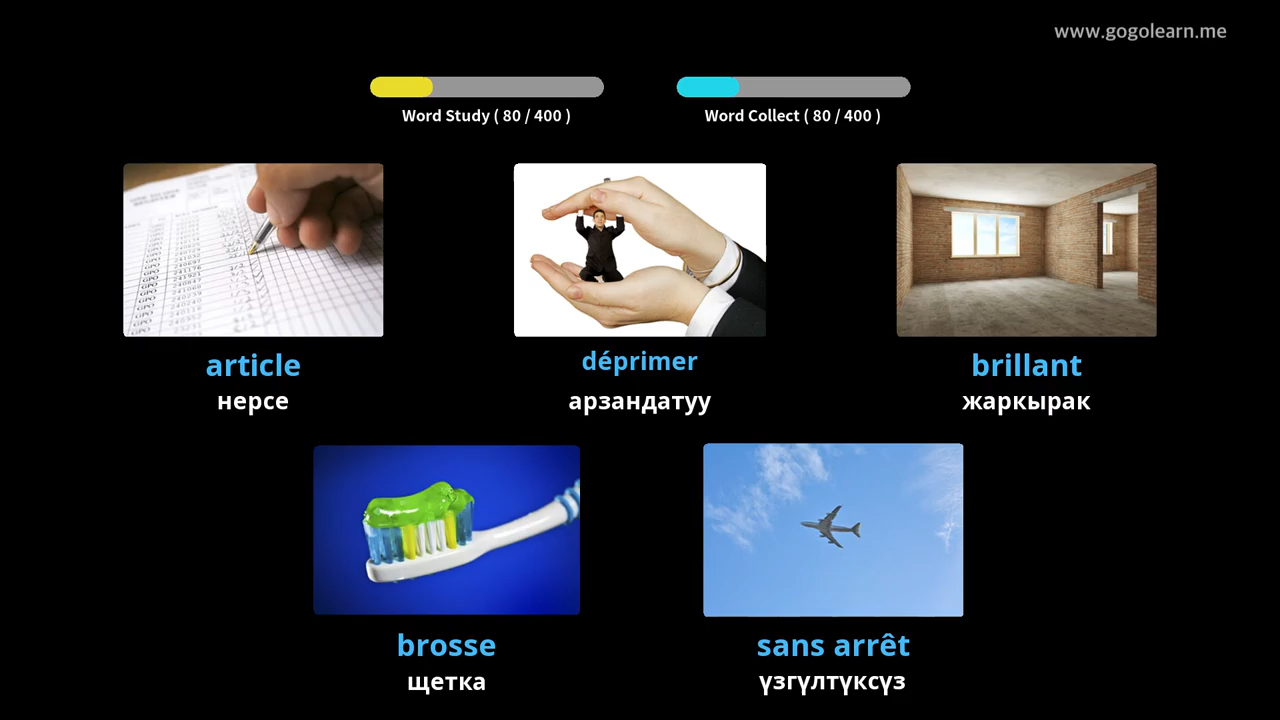 www.gogolearn.me
Word Study ( 80 / 400 )
Word Collect ( 80 / 400 )
article
нерсе
déprimer
арзандатуу
brillant
жаркырак
brosse
щетка
sans arrêt
үзгүлтүксүз